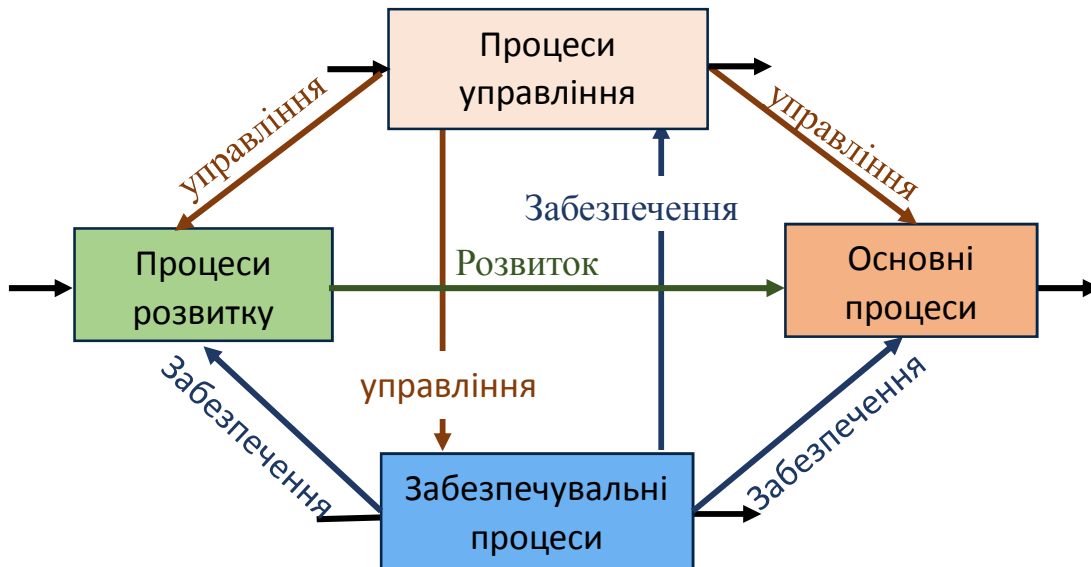 Процеси
управління
управління
управління
Забезпечення
Процеси
розвитку
Розвиток
Основні
процеси
управління
Забезпечення
Забезпечення
Забезпечувальні
процеси